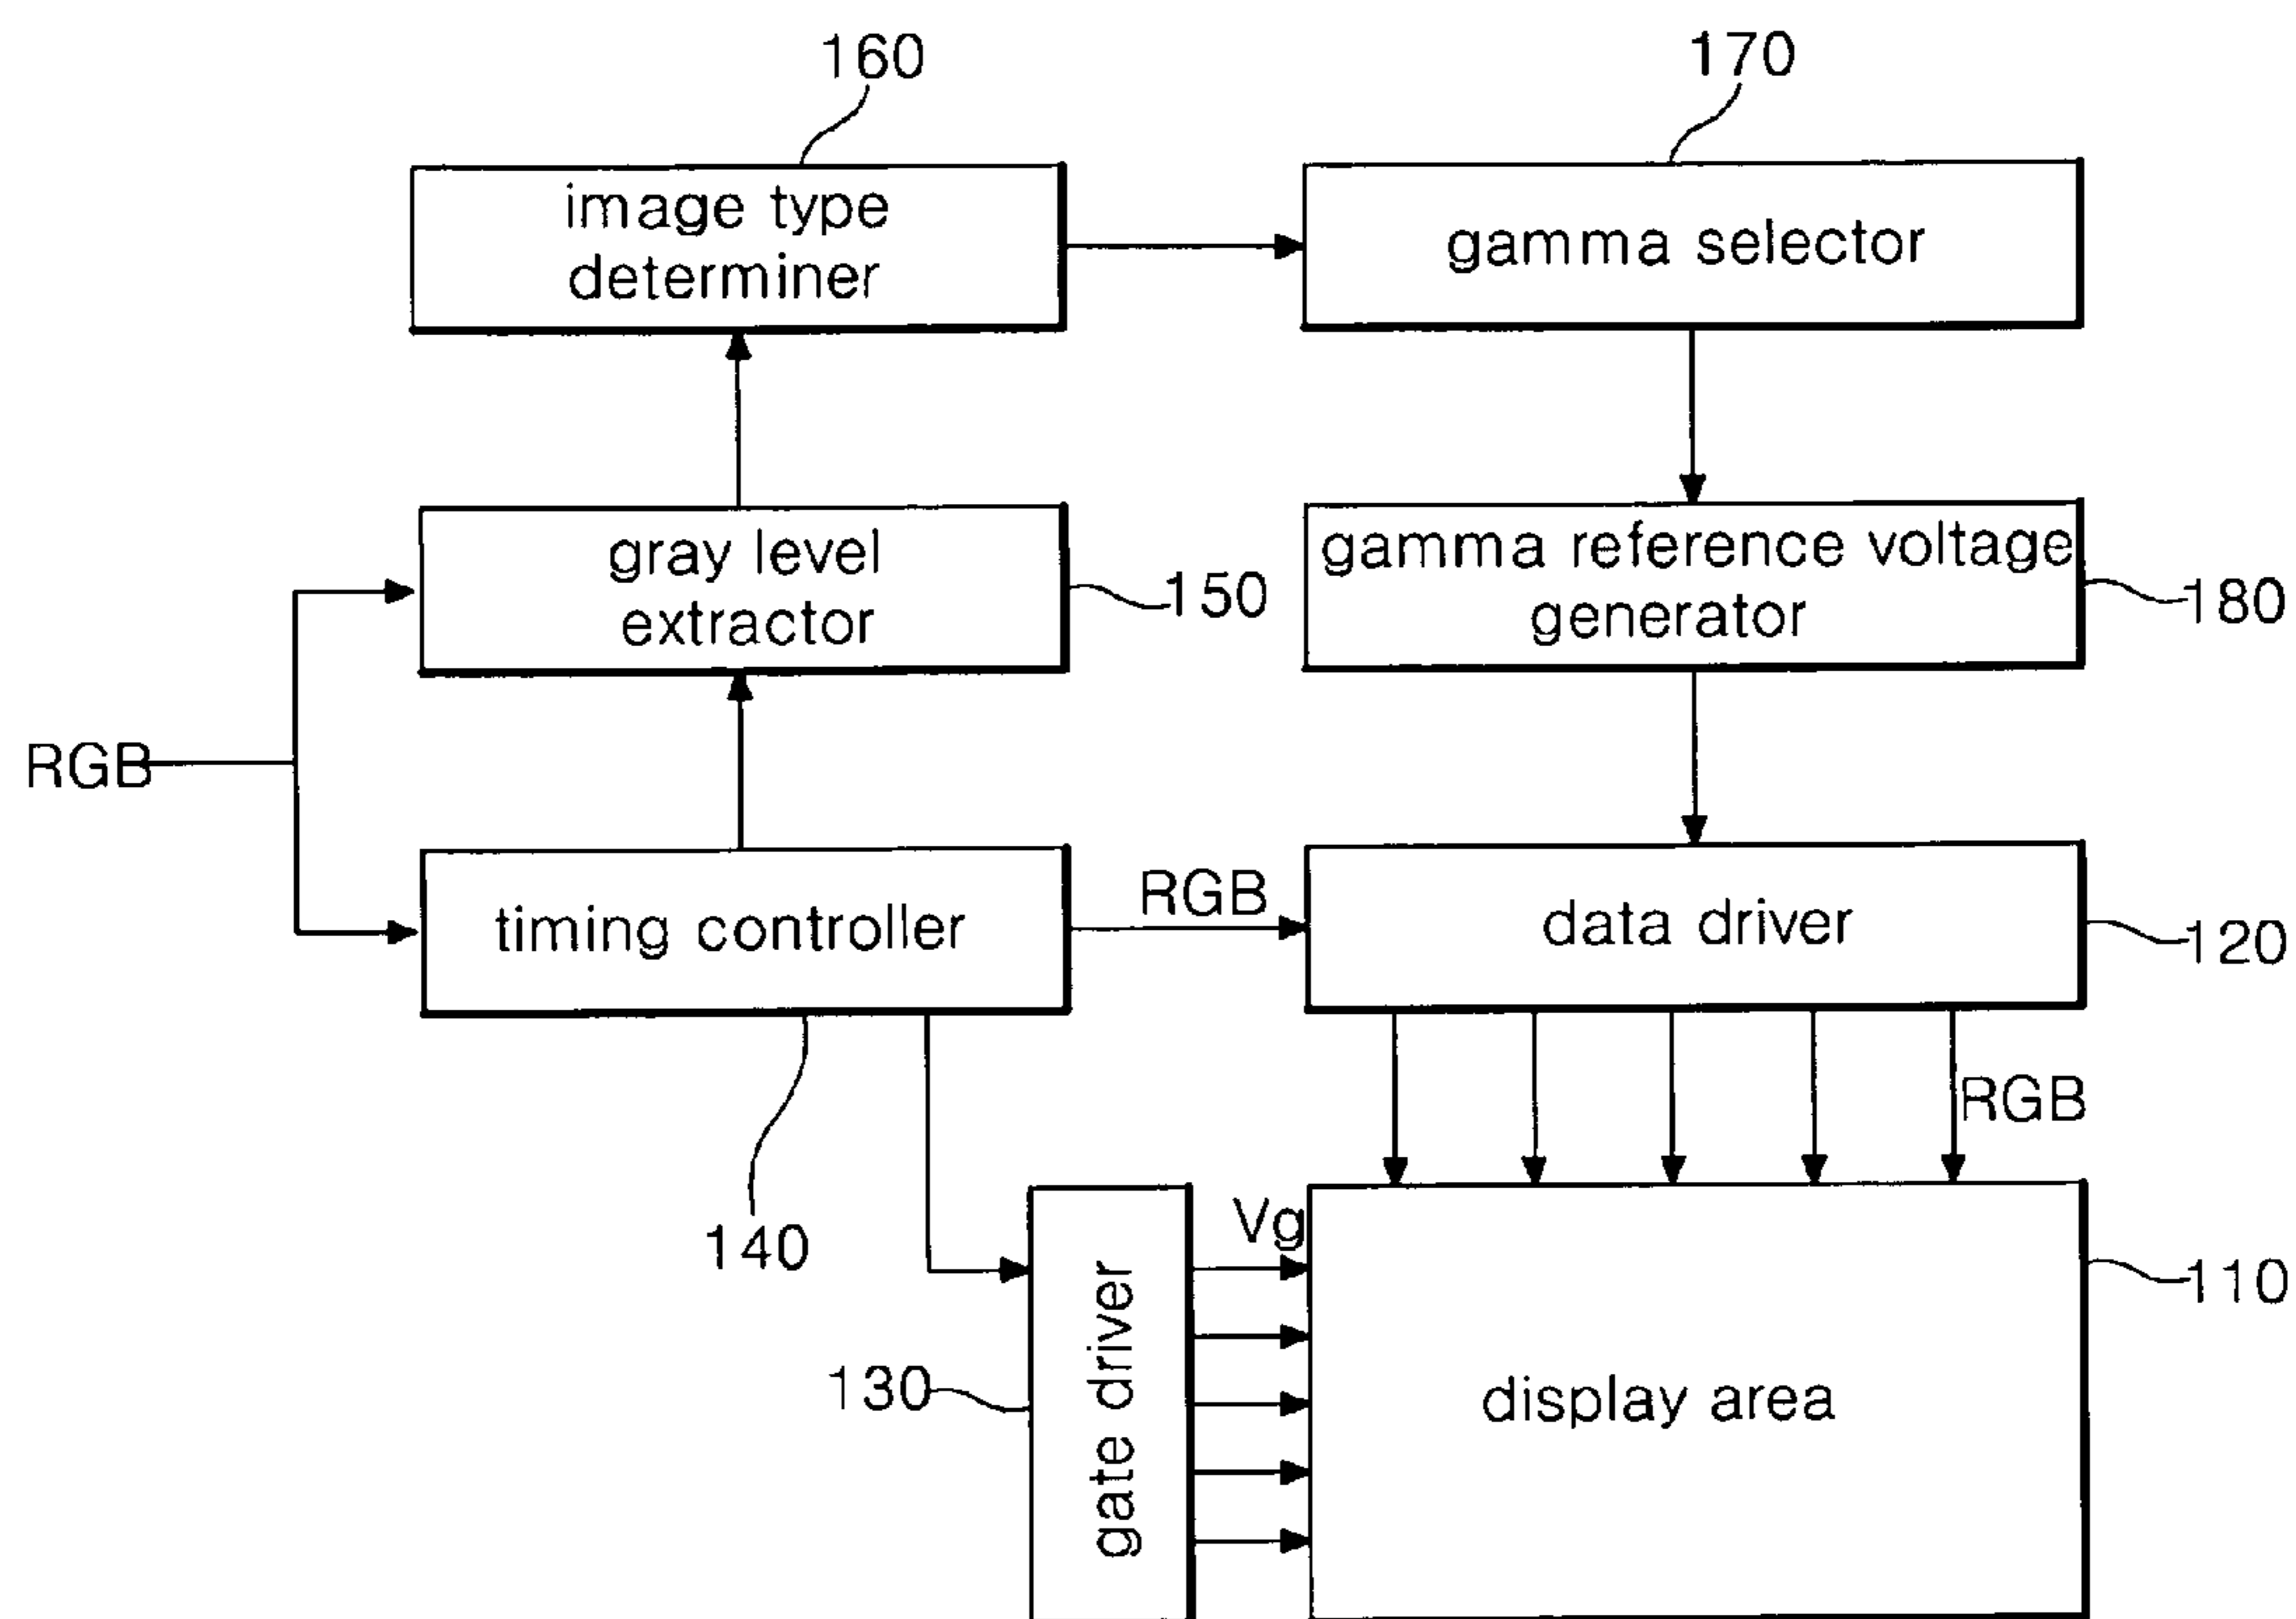 160
170
image type
determiner
gamma selector
gray level
extractor
150
gamma reference voltage
generator
180
RGB
timing controller
RGB
data driver
120
RGB
140
Vg
110
130
gate driver
display area